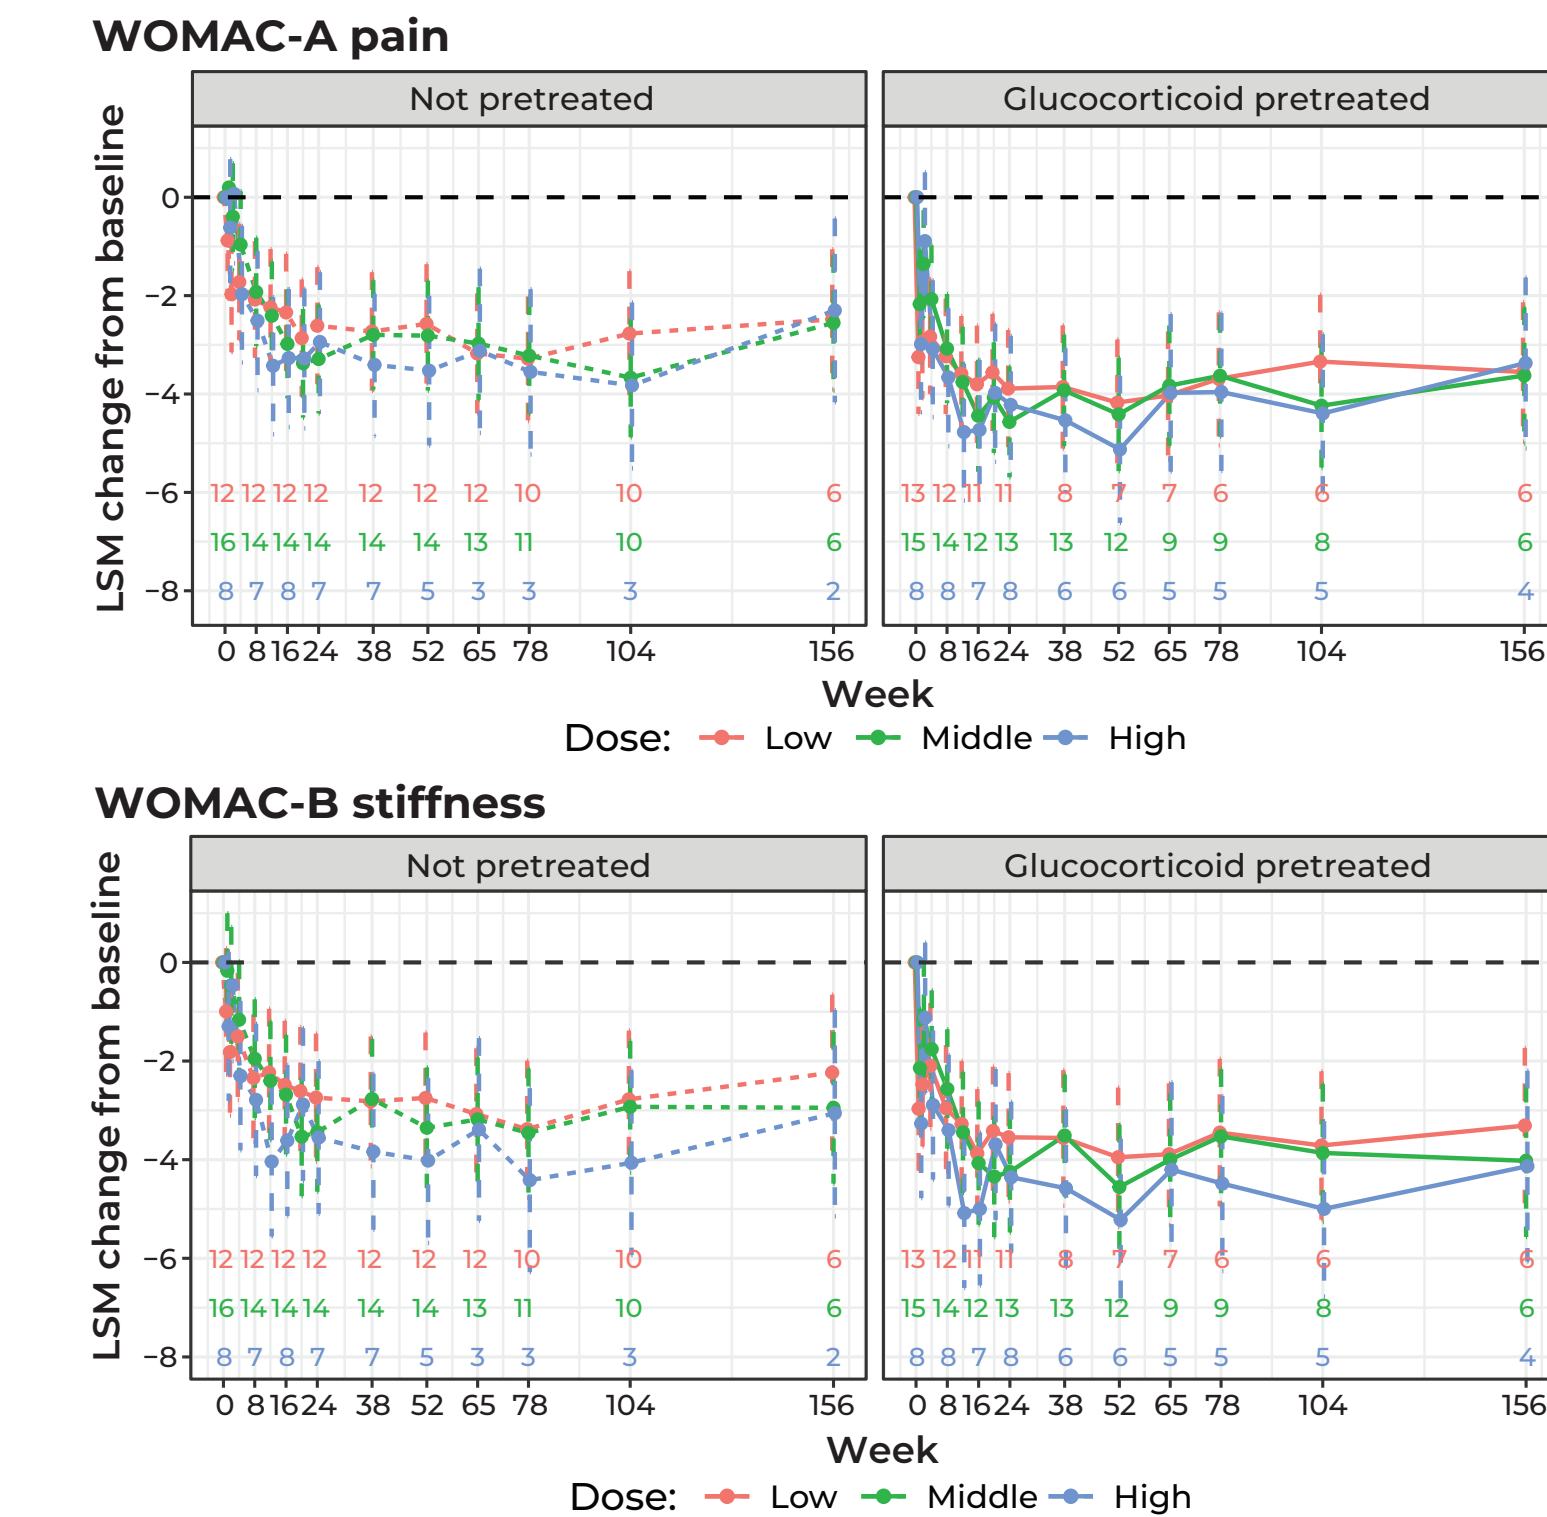 WOMAC-A pain
Not pretreated Glucocorticoid pretreated
LSM change from baseline
0
−2
−4
−6
−8
12 12 12 12 12 12 12 10 10 6 13 12 11 11 8 7 7 6 6 6
16 14 14 14 14 14 13 11 10 6 15 14 12 13 13 12 9 9 8 6
8 7 8 7 7 5 3 3 3 2 8 8 7 8 6 6 5 5 5 4
0 8 16 24 38 52 65 78 104 156 0 8 16 24 38 52 65 78 104 156
Week
Dose: Low Middle High
WOMAC-B stiffness
Not pretreated Glucocorticoid pretreated
LSM change from baseline
0
−2
−4
−6
−8
12 12 12 12 12 12 12 10 10 6 13 12 11 11 8 7 7 6 6 6
16 14 14 14 14 14 13 11 10 6 15 14 12 13 13 12 9 9 8 6
8 7 8 7 7 5 3 3 3 2 8 8 7 8 6 6 5 5 5 4
0 8 16 24 38 52 65 78 104 156 0 8 16 24 38 52 65 78 104 156
Week
Dose: Low Middle High